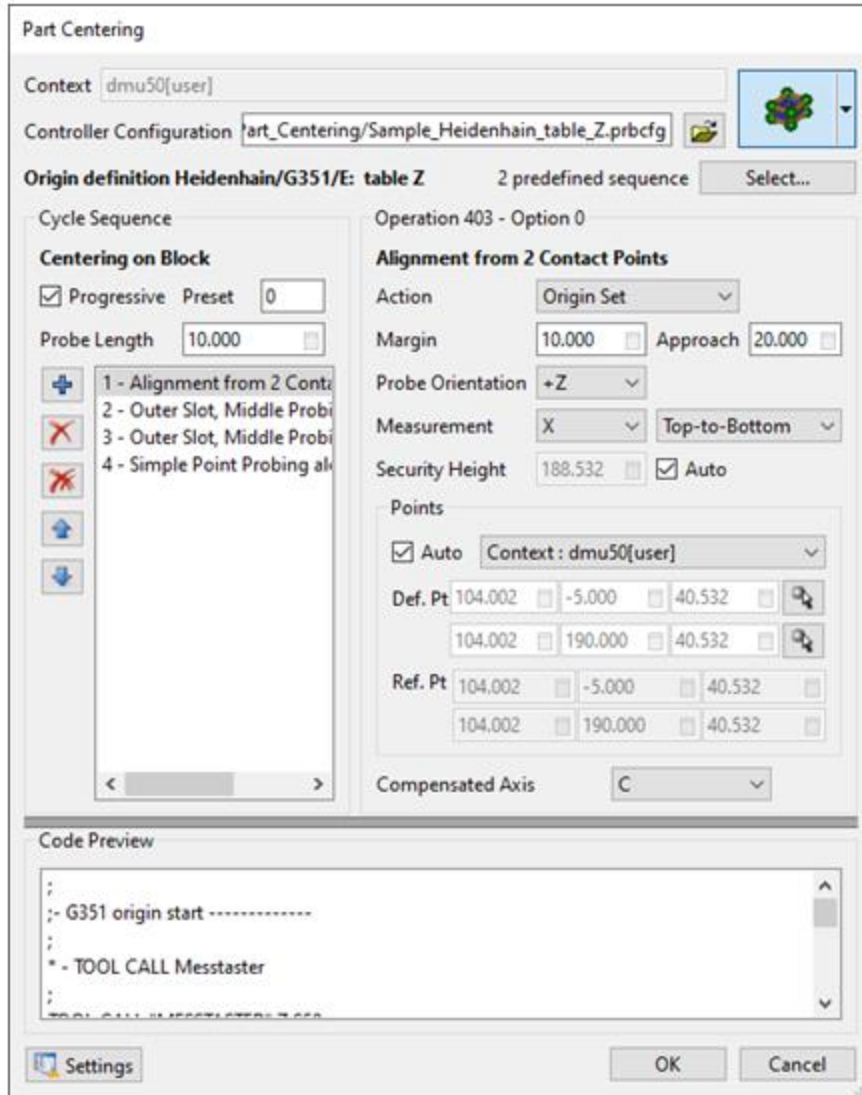 Part Centering
Context dmu50[user]
Controller Configuration 'art_Centering/Sample_Heidenhain_table_Z.prbcfg
Origin definition Heidenhain/G351/E: table Z 2 predefined sequence Select...
Cycle Sequence
Centering on Block
Progressive Preset 0
Probe Length 10.000
1 - Alignment from 2 Conta
2 - Outer Slot, Middle Probi
3 - Outer Slot, Middle Probi
4 - Simple Point Probing al
Operation 403 - Option 0
Alignment from 2 Contact Points
Action Origin Set
Margin 10.000 Approach 20.000
Probe Orientation +Z
Measurement X Top-to-Bottom
Security Height 188.532 Auto
Points
Auto Context : dmu50[user]
Def. Pt 104.002 -5.000 40.532
104.002 190.000 40.532
Ref. Pt 104.002 -5.000 40.532
104.002 190.000 40.532
Compensated Axis C
Code Preview
;
;- G351 origin start -------------
;
* - TOOL CALL Messtaster
;
Settings OK Cancel